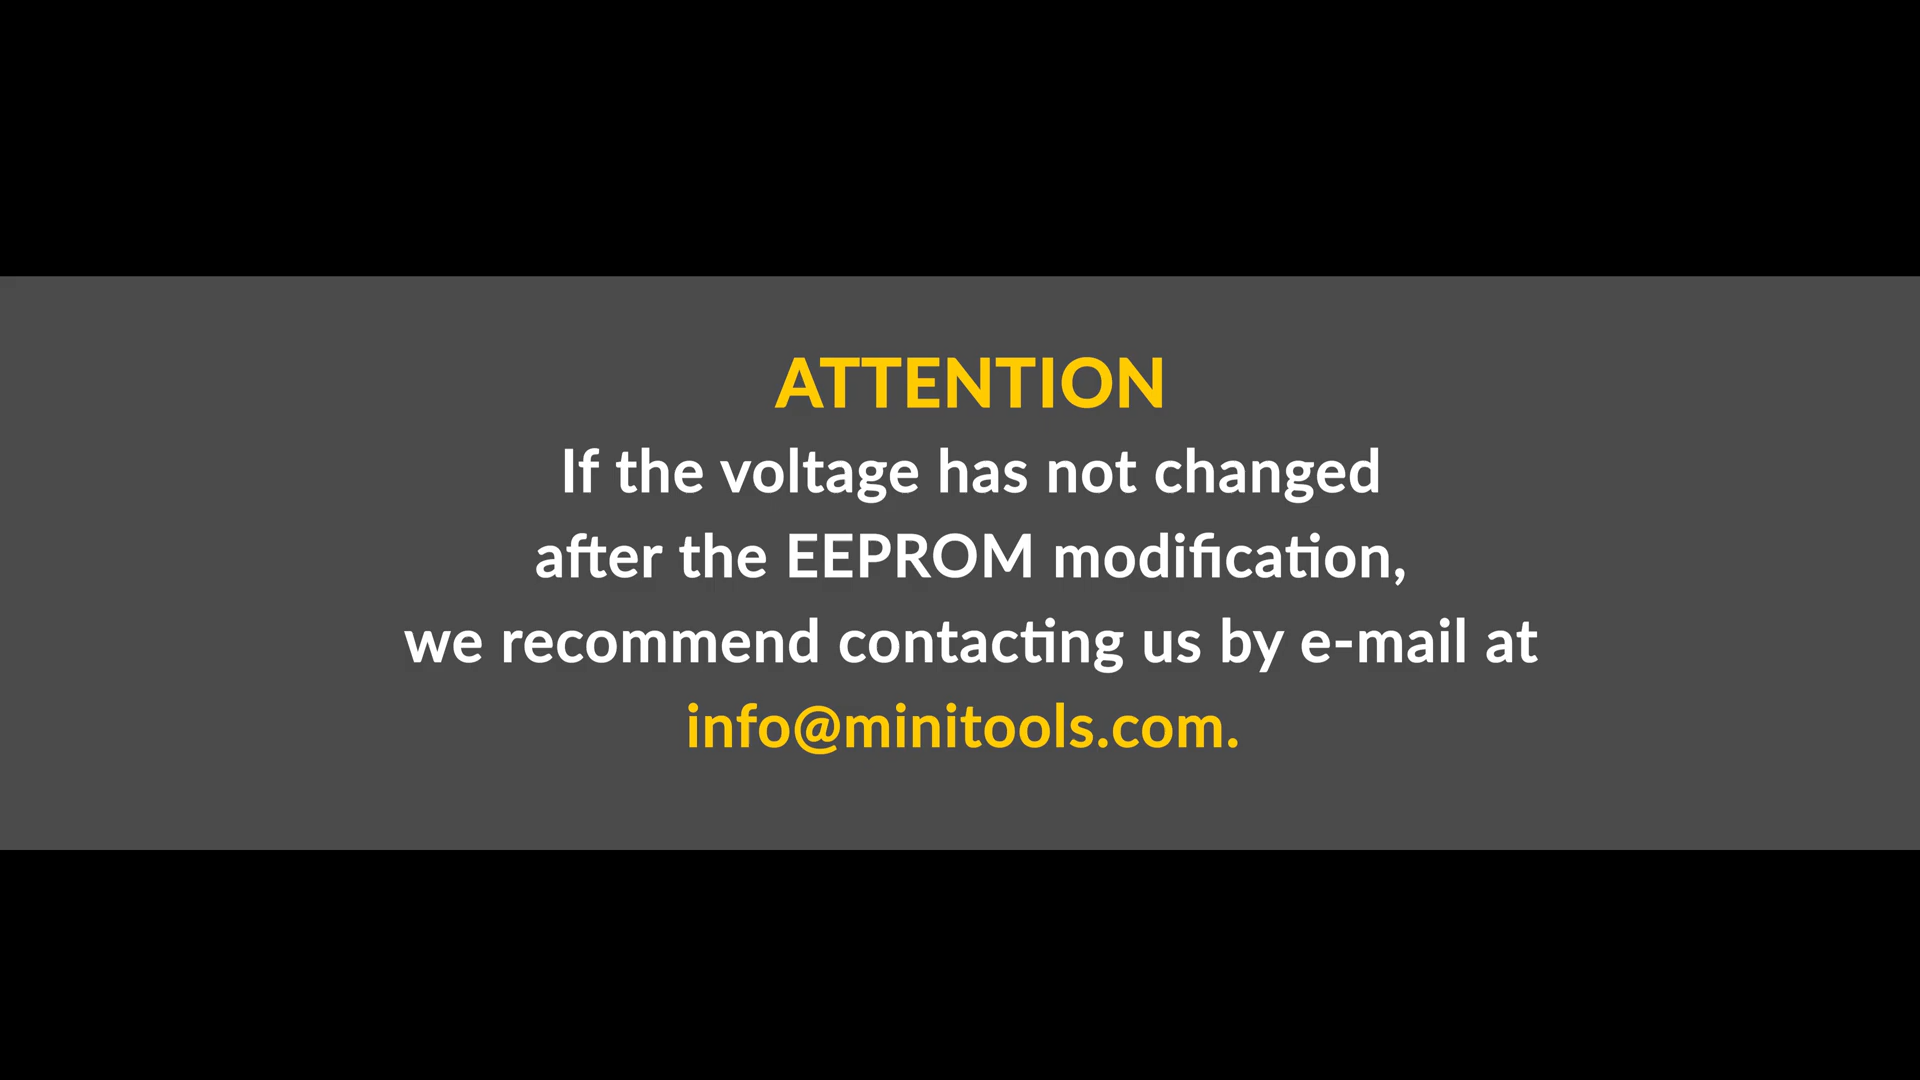 ATTENTION
If the voltage has not changed
after the EEPROM modification,
we recommend contacting us by e-mail at
info@minitools.com.